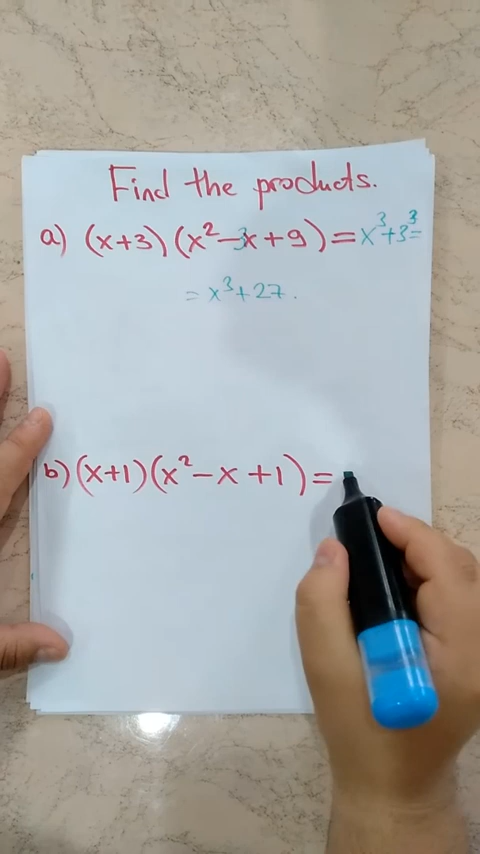 Find the products.
a) (x+3)(x²-3x+9)=x³+3³=
=x³+27.
b) (x+1)(x²-x+1)=